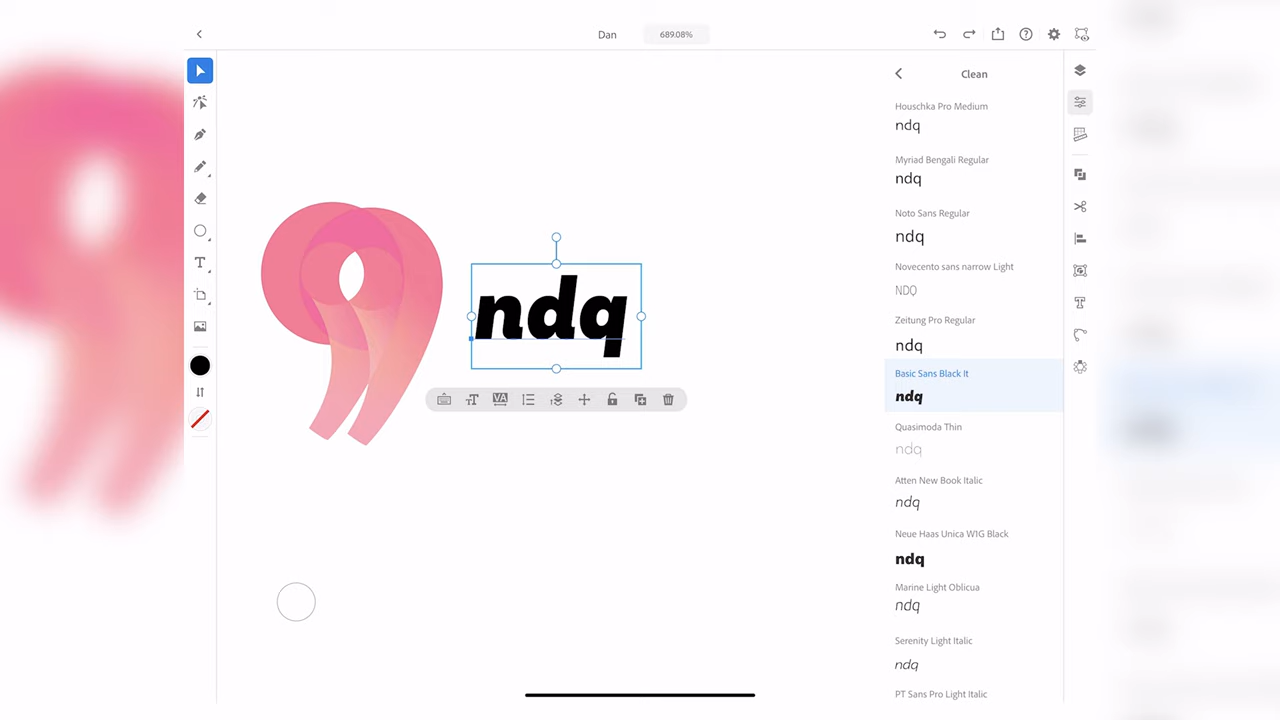 Dan
689.08%
Clean
Houschka Pro Medium
ndq
Myriad Bengali Regular
ndq
Noto Sans Regular
ndq
Novecento sans narrow Light
NDQ
Zeitung Pro Regular
ndq
Basic Sans Black It
ndq
Quasimoda Thin
ndq
Atten New Book Italic
ndq
Neue Haas Unica W1G Black
ndq
Marine Light Oblicua
ndq
Serenity Light Italic
ndq
PT Sans Pro Light Italic
ndq